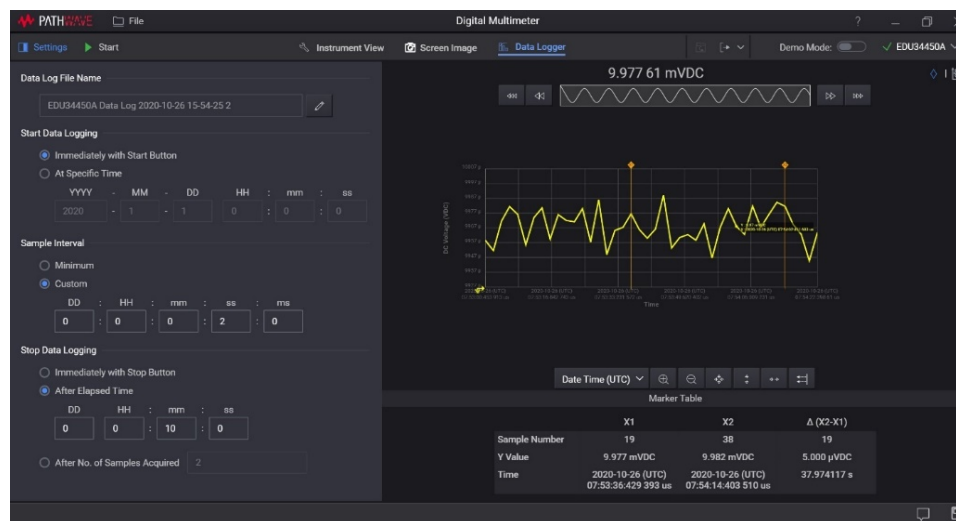 PATHWAVE File Digital Multimeter ?
Settings Start Instrument View Screen Image Data Logger Demo Mode: EDU34450A
Data Log File Name
EDU34450A Data Log 2020-10-26 15-54-25 2
Start Data Logging
Immediately with Start Button
At Specific Time
YYYY - MM - DD HH : mm : ss
2020 - 1 - 1 0 : 0 : 0
Sample Interval
Minimum
Custom
DD : HH : mm : ss : ms
0 : 0 : 0 : 2 : 0
Stop Data Logging
Immediately with Stop Button
After Elapsed Time
DD HH : mm : ss
0 0 : 10 : 0
After No. of Samples Acquired 2
9.977 61 mVDC
DC Voltage (VDC)
Time
Date Time (UTC)
Marker Table
X1 X2 Δ (X2-X1)
Sample Number 19 38 19
Y Value 9.977 mVDC 9.982 mVDC 5.000 µVDC
Time 2020-10-26 (UTC) 2020-10-26 (UTC) 37.974117 s
07:53:36:429 393 us 07:54:14:403 510 us